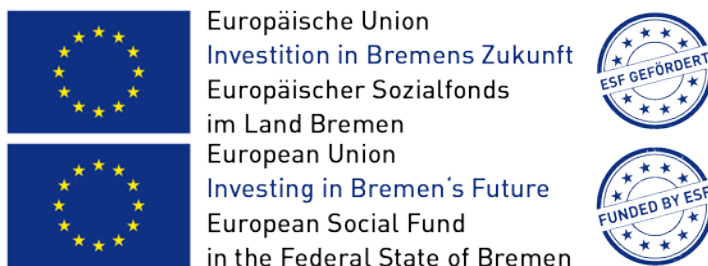 Europäische Union
Investition in Bremens Zukunft
Europäischer Sozialfonds
im Land Bremen
ESF GEFÖRDERT
European Union
Investing in Bremen's Future
European Social Fund
in the Federal State of Bremen
FUNDED BY ESF